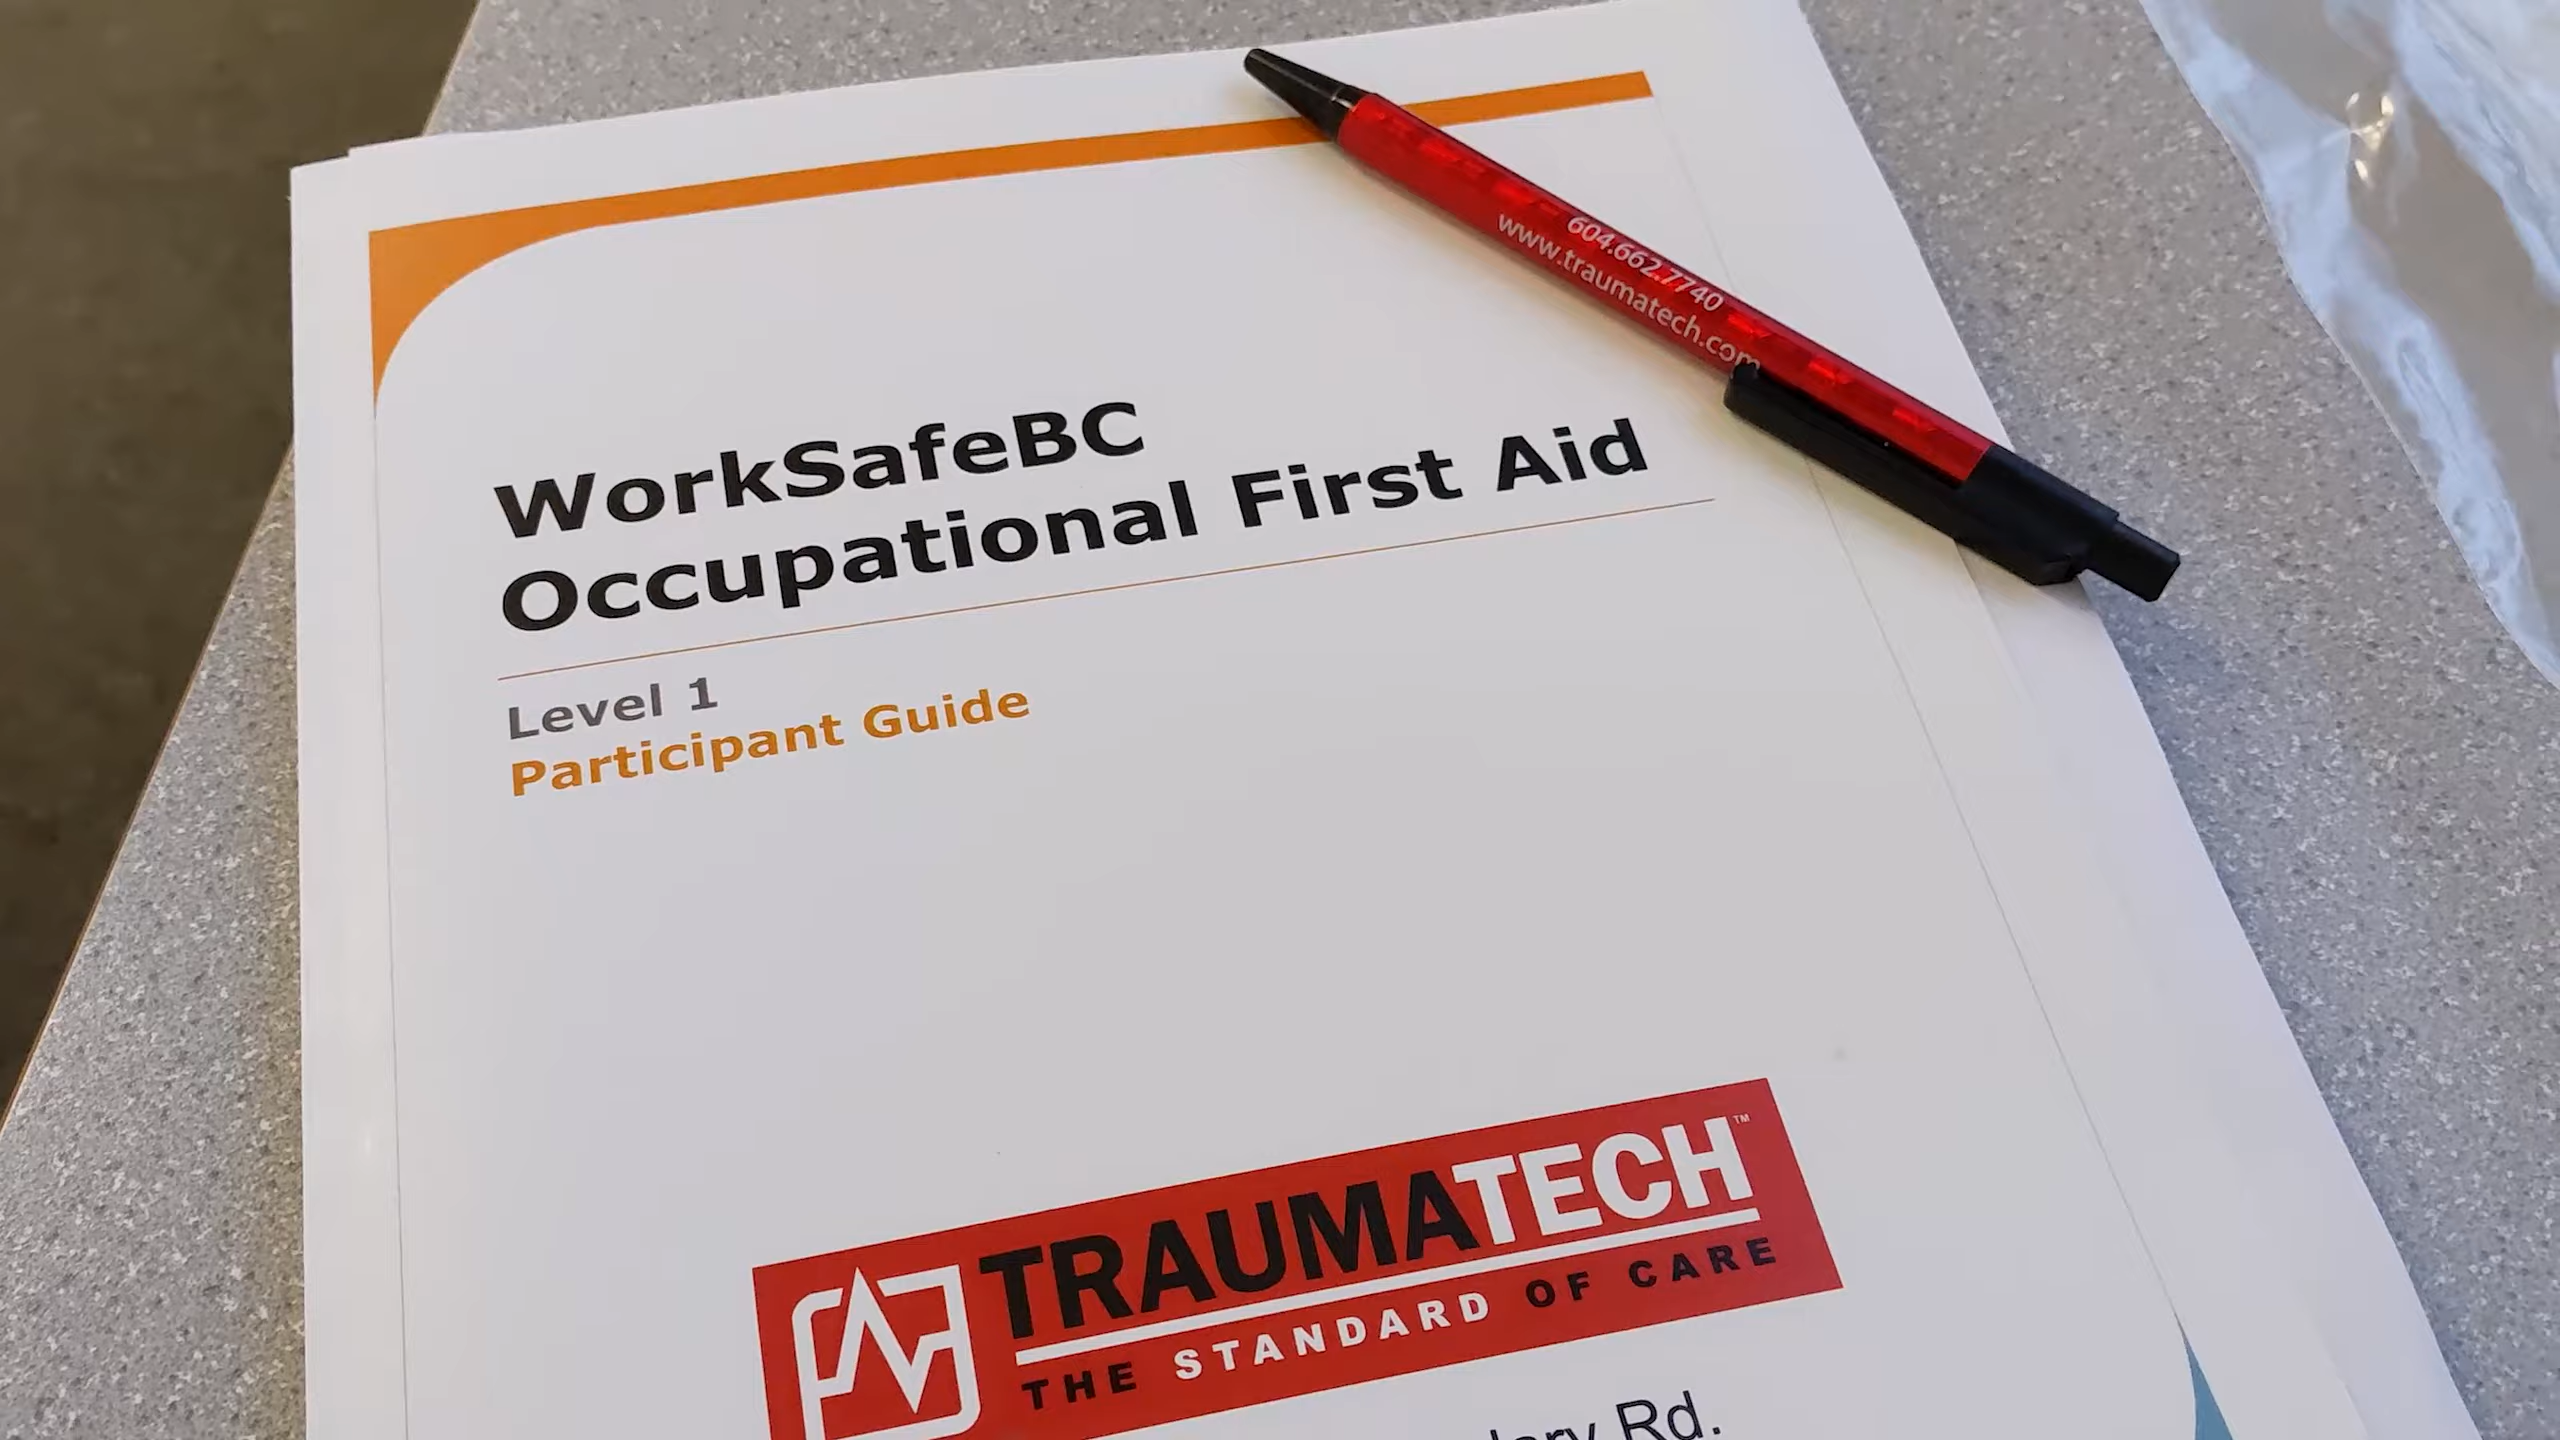 604.662.7740
www.traumatech.com
WorkSafeBC
Occupational First Aid
Level 1
Participant Guide
TRAUMATECH™
THE STANDARD OF CARE
Rd.